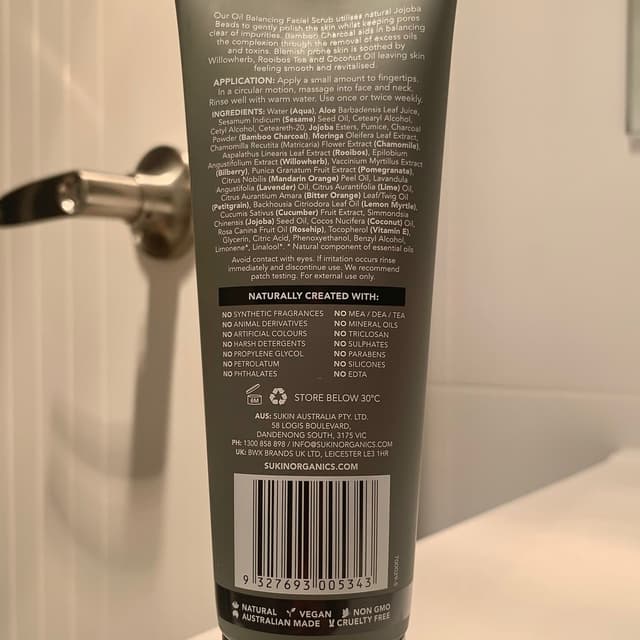 Our Oil Balancing Facial Scrub utilises natural Jojoba
Beads to gently polish the skin whilst keeping pores
clear of impurities. Bamboo Charcoal aids in balancing
the complexion through the removal of excess oils
and toxins. Blemish prone skin is soothed by
Willowherb, Rooibos Tea and Coconut Oil leaving skin
feeling smooth and revitalised.
APPLICATION: Apply a small amount to fingertips.
In a circular motion, massage into face and neck.
Rinse well with warm water. Use once or twice weekly.
INGREDIENTS: Water (Aqua), Aloe Barbadensis Leaf Juice,
Sesamum Indicum (Sesame) Seed Oil, Cetearyl Alcohol,
Cetyl Alcohol, Ceteareth-20, Jojoba Esters, Pumice, Charcoal
Powder (Bamboo Charcoal), Moringa Oleifera Leaf Extract,
Chamomilla Recutita (Matricaria) Flower Extract (Chamomile),
Aspalathus Linearis Leaf Extract (Rooibos), Epilobium
Angustifolium Extract (Willowherb), Vaccinium Myrtillus Extract
(Bilberry), Punica Granatum Fruit Extract (Pomegranate),
Citrus Nobilis (Mandarin Orange) Peel Oil, Lavandula
Angustifolia (Lavender) Oil, Citrus Aurantifolia (Lime) Oil,
Citrus Aurantium Amara (Bitter Orange) Leaf/Twig Oil
(Petitgrain), Backhousia Citriodora Leaf Oil (Lemon Myrtle),
Cucumis Sativus (Cucumber) Fruit Extract, Simmondsia
Chinensis (Jojoba) Seed Oil, Cocos Nucifera (Coconut) Oil,
Rosa Canina Fruit Oil (Rosehip), Tocopherol (Vitamin E),
Glycerin, Citric Acid, Phenoxyethanol, Benzyl Alcohol,
Limonene*, Linalool*. * Natural component of essential oils
Avoid contact with eyes. If irritation occurs rinse
immediately and discontinue use. We recommend
patch testing. For external use only.
NATURALLY CREATED WITH:
NO SYNTHETIC FRAGRANCES
NO ANIMAL DERIVATIVES
NO ARTIFICIAL COLOURS
NO HARSH DETERGENTS
NO PROPYLENE GLYCOL
NO PETROLATUM
NO PHTHALATES
NO MEA / DEA / TEA
NO MINERAL OILS
NO TRICLOSAN
NO SULPHATES
NO PARABENS
NO SILICONES
NO EDTA
6M
STORE BELOW 30°C
AUS: SUKIN AUSTRALIA PTY. LTD.
58 LOGIS BOULEVARD,
DANDENONG SOUTH, 3175 VIC
PH: 1300 858 898 / INFO@SUKINORGANICS.COM
UK: BWX BRANDS UK LTD, LEICESTER LE3 1HR
SUKINORGANICS.COM
9 327693 005343
NATURAL VEGAN NON GMO
AUSTRALIAN MADE CRUELTY FREE